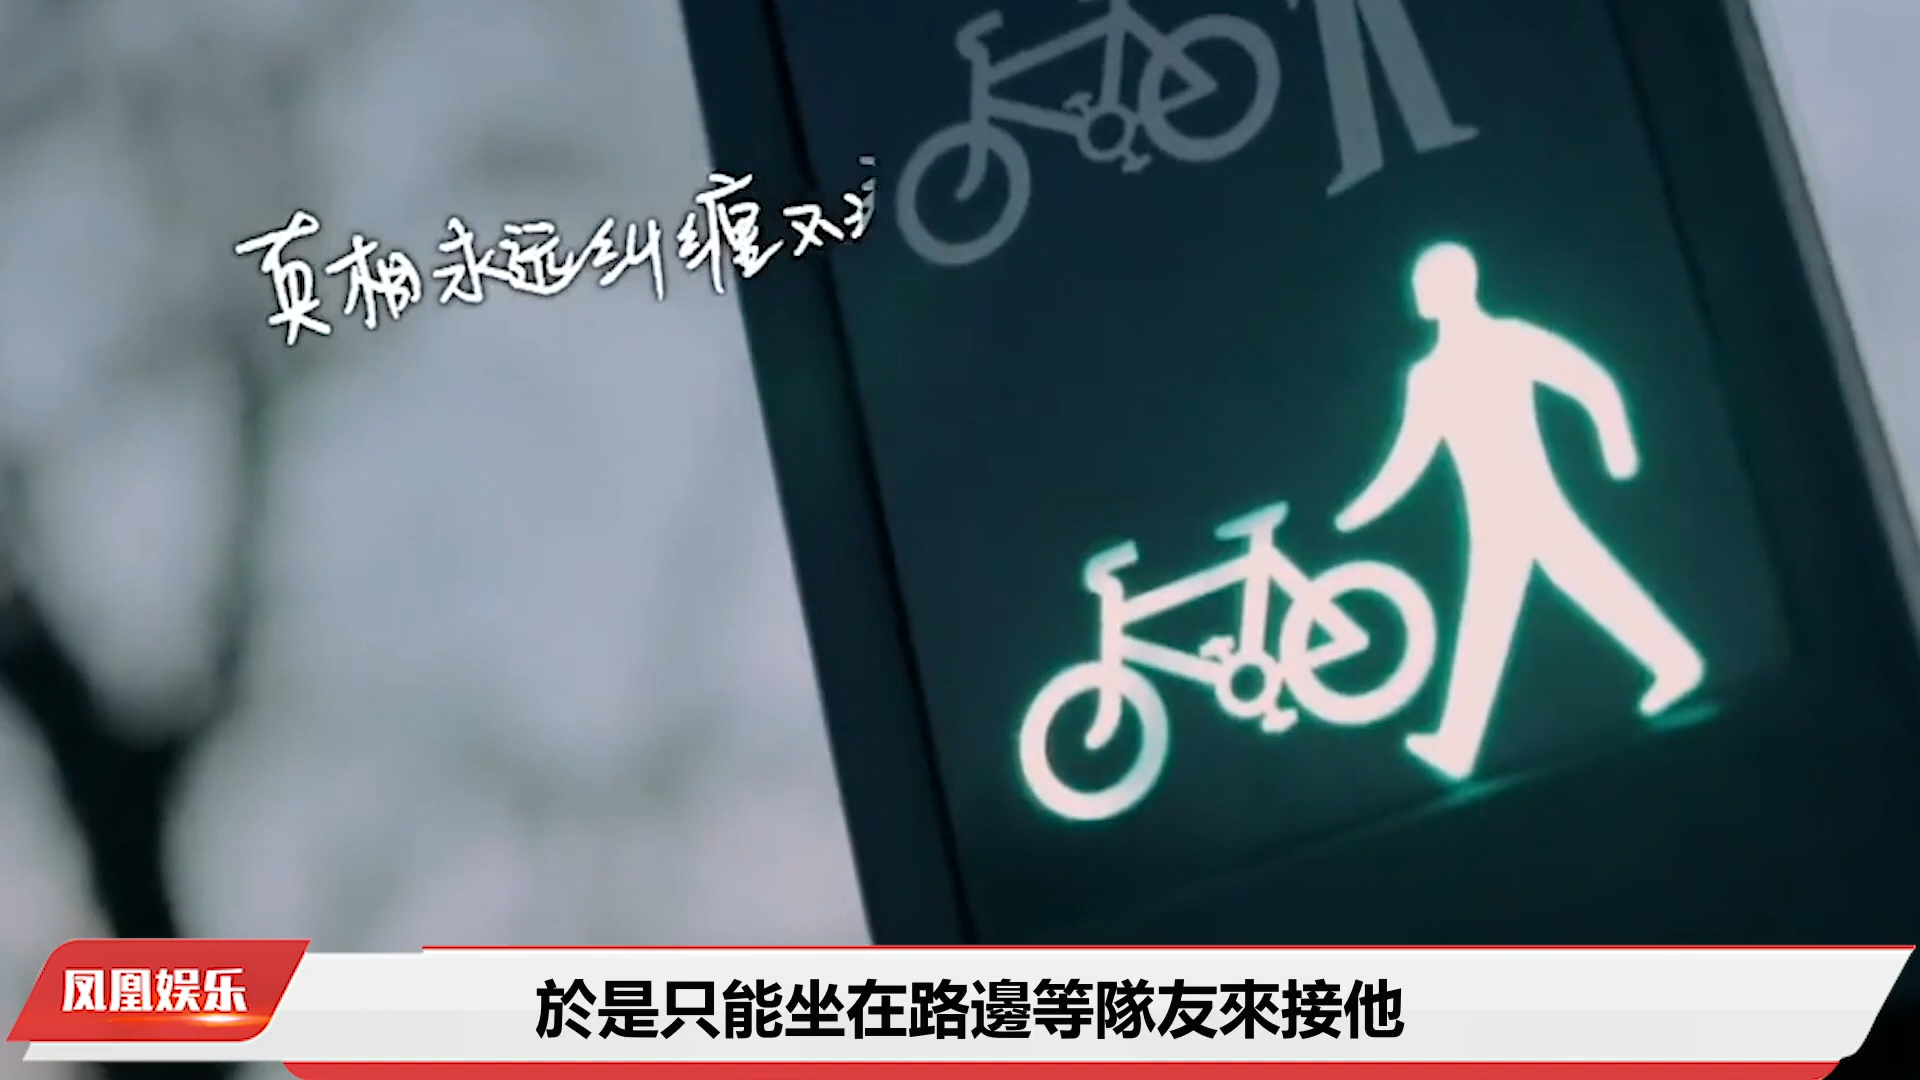 真相永远纠缠对
凤凰娱乐
於是只能坐在路邊等隊友來接他